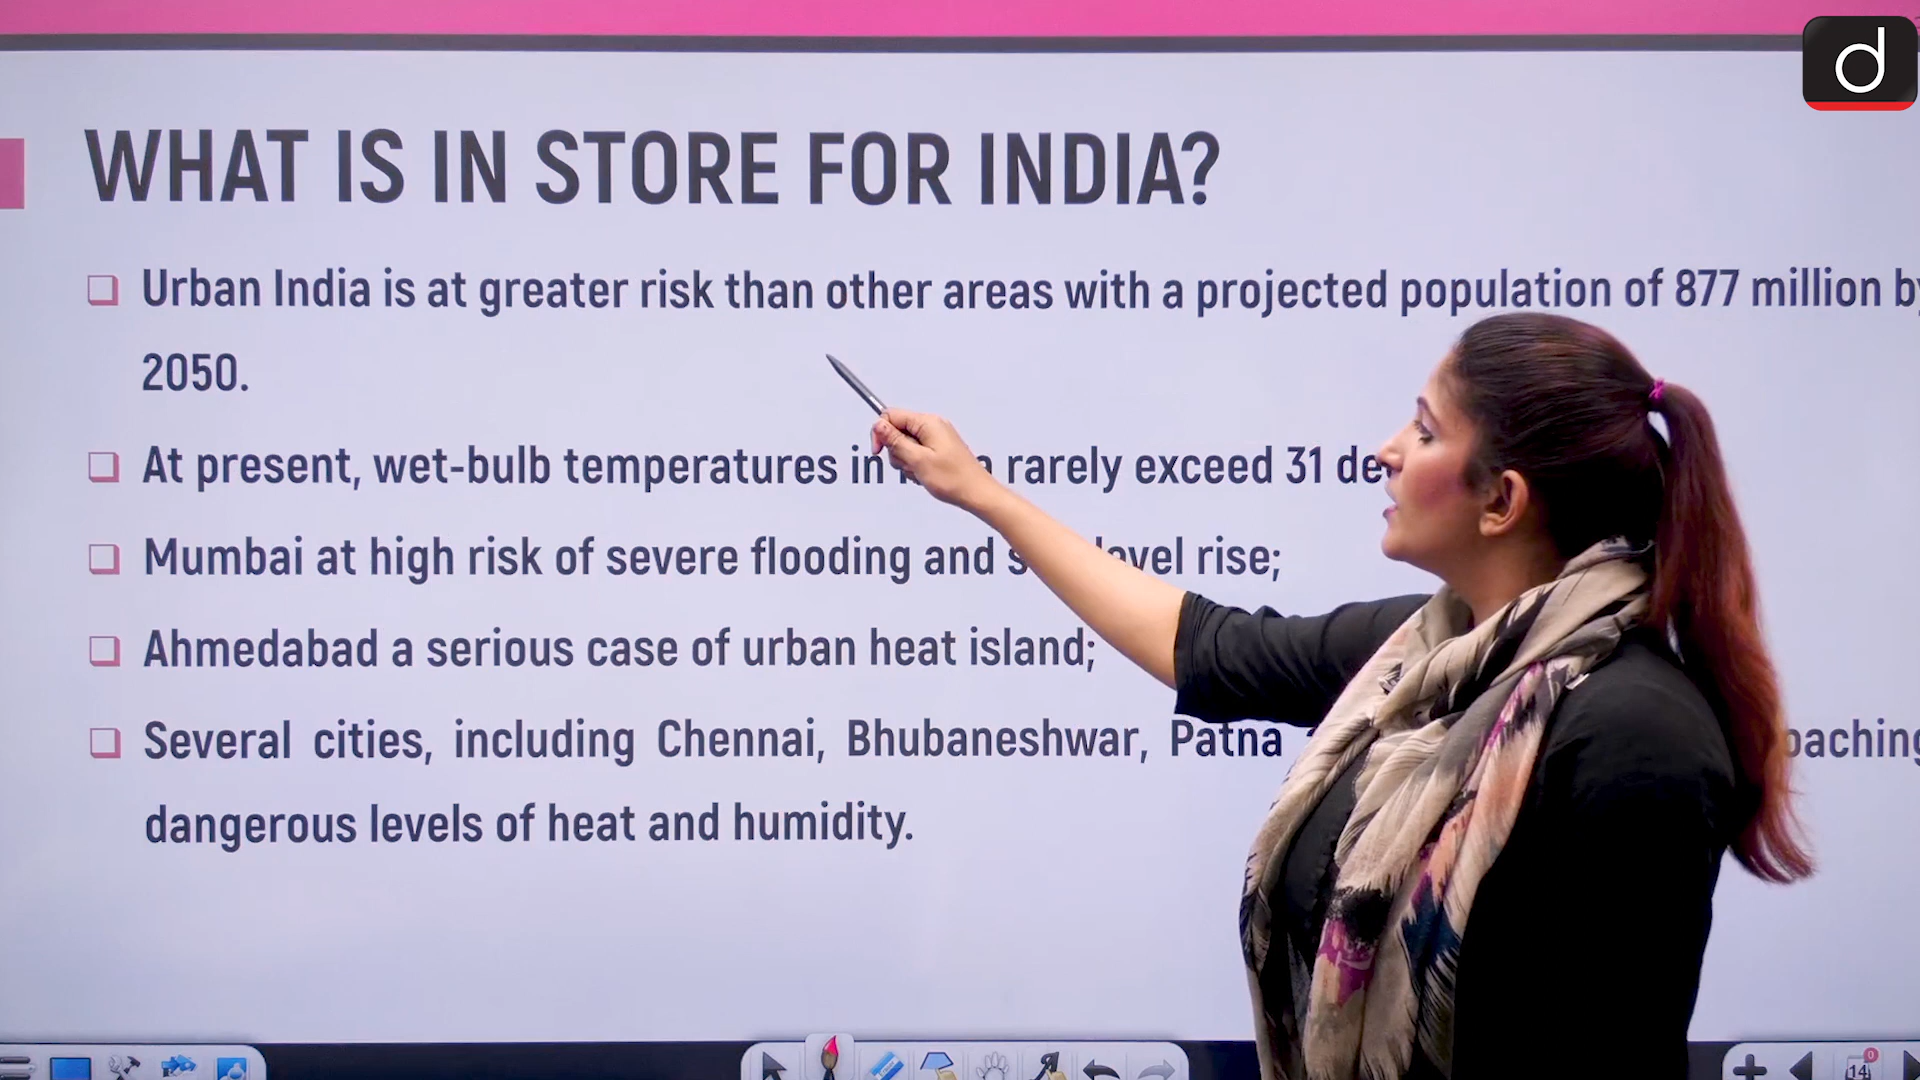 d
WHAT IS IN STORE FOR INDIA?
Urban India is at greater risk than other areas with a projected population of 877 million by
2050.
At present, wet-bulb temperatures in rarely exceed 31
Mumbai at high risk of severe flooding and level rise;
Ahmedabad a serious case of urban heat island;
Several cities, including Chennai, Bhubaneshwar, Patna
dangerous levels of heat and humidity.
14
0